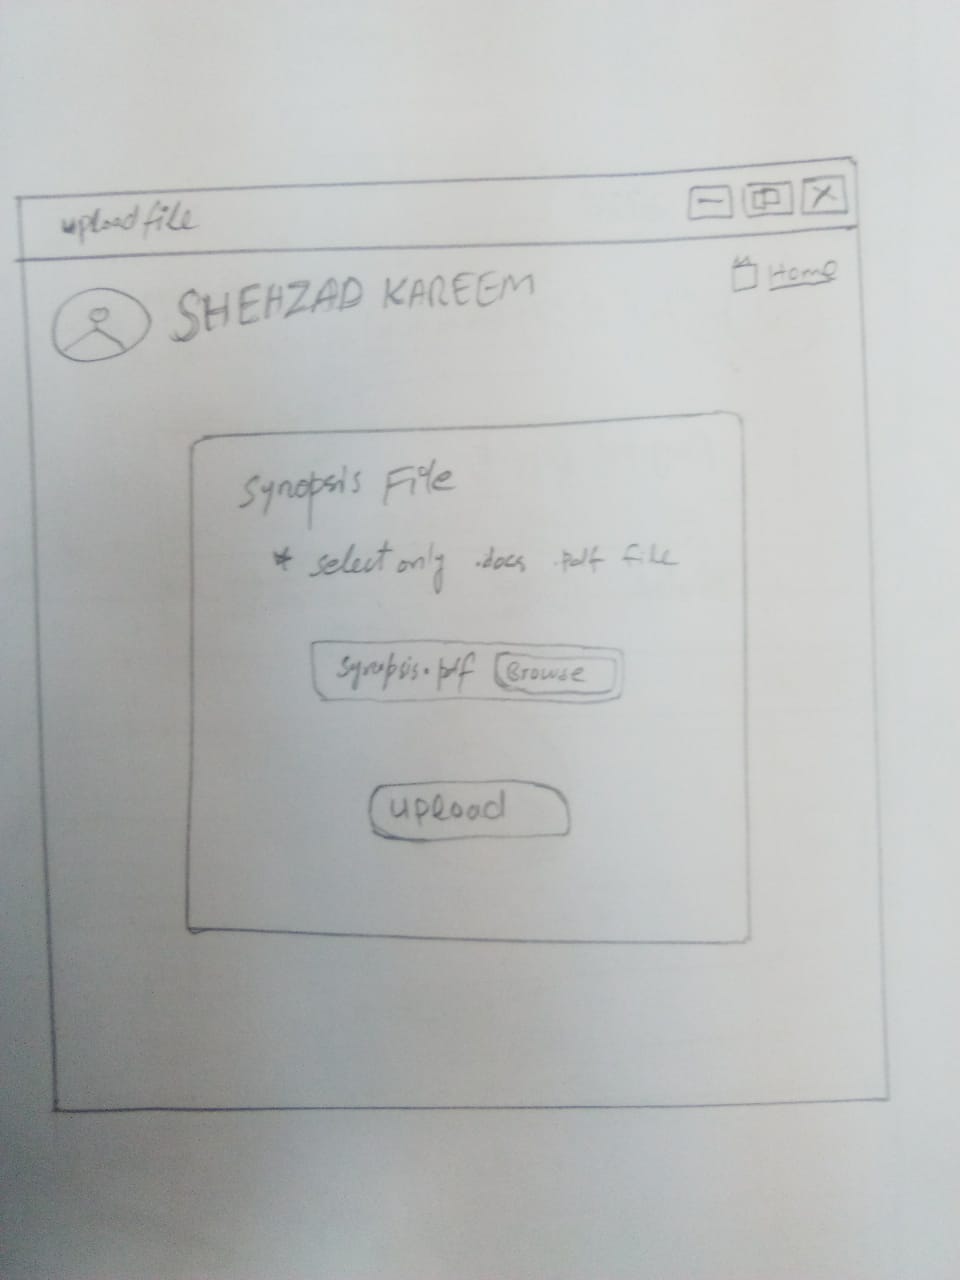 upload file
SHEHZAD KAREEM
Home
Synopsis File
* select only .docs .pdf file
Synopsis.pdf Browse
upload